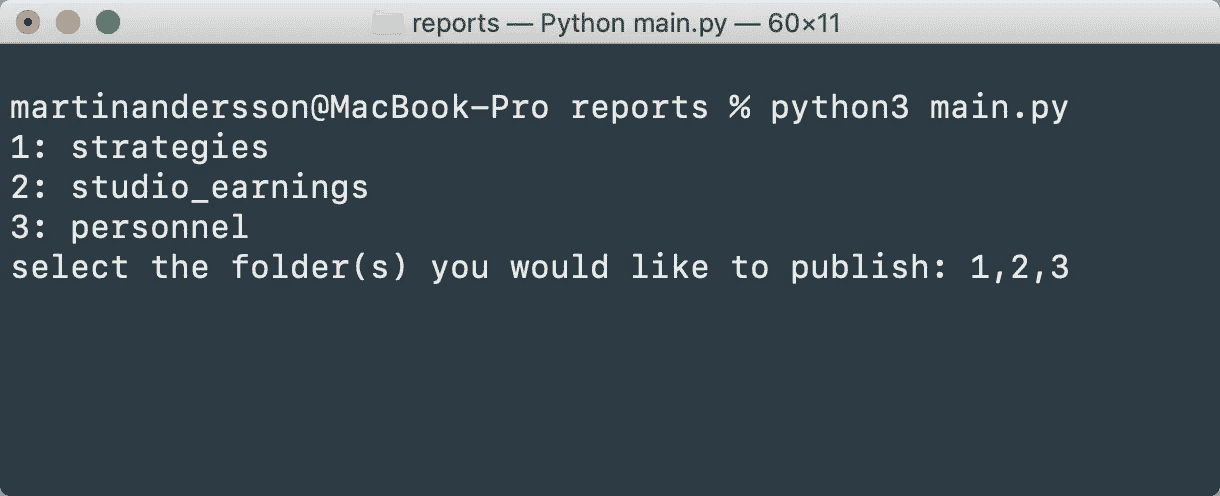 reports — Python main.py — 60×11
martinandersson@MacBook-Pro reports % python3 main.py
1: strategies
2: studio_earnings
3: personnel
select the folder(s) you would like to publish: 1,2,3